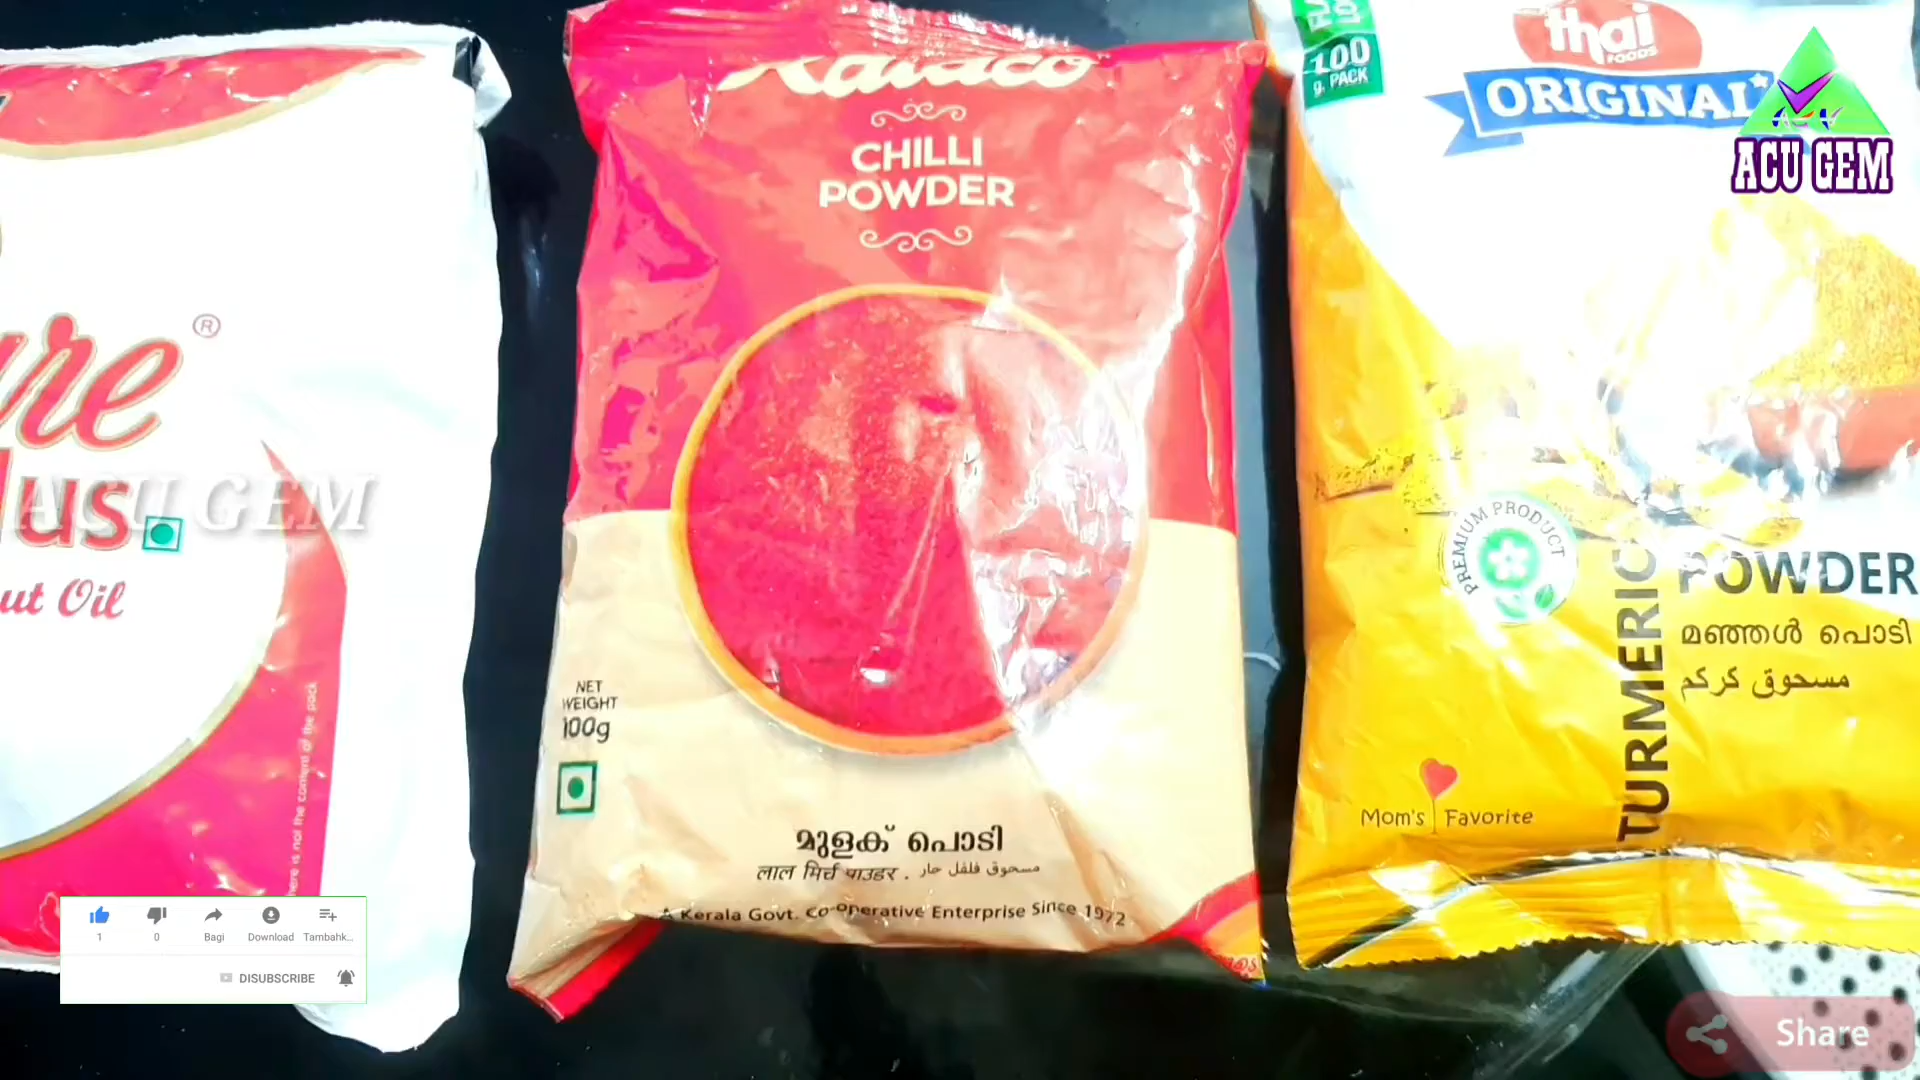 ®
ut Oil
ACU GEM
CHILLI
POWDER
NET
WEIGHT
100g
മുളക് പൊടി
लाल मिर्च पाउडर . مسحوق فلفل حار
A Kerala Govt. Co-operative Enterprise Since 1972
100
g. PACK
thai
FOODS
ORIGINAL
ACU GEM
PREMIUM PRODUCT
TURMERIC
POWDER
മഞ്ഞൾ പൊടി
مسحوق كركم
Mom's Favorite
1
0
Bagi
Download
Tambahk...
DISUBSCRIBE
Share